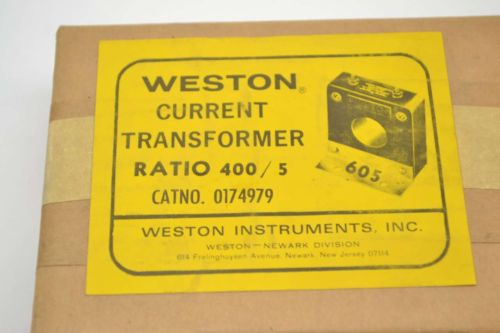 WESTON®
CURRENT
TRANSFORMER
RATIO 400/5
CATNO. 0174979
605
WESTON INSTRUMENTS, INC.
WESTON—NEWARK DIVISION
614 Frelinghuysen Avenue, Newark, New Jersey 07114